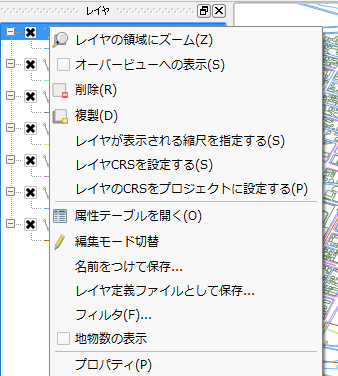 レイヤ
レイヤの領域にズーム(Z)
オーバービューへの表示(S)
削除(R)
複製(D)
レイヤが表示される縮尺を指定する(S)
レイヤCRSを設定する(S)
レイヤのCRSをプロジェクトに設定する(P)
属性テーブルを開く(O)
編集モード切替
名前をつけて保存...
レイヤ定義ファイルとして保存...
フィルタ(F)...
地物数の表示
プロパティ(P)